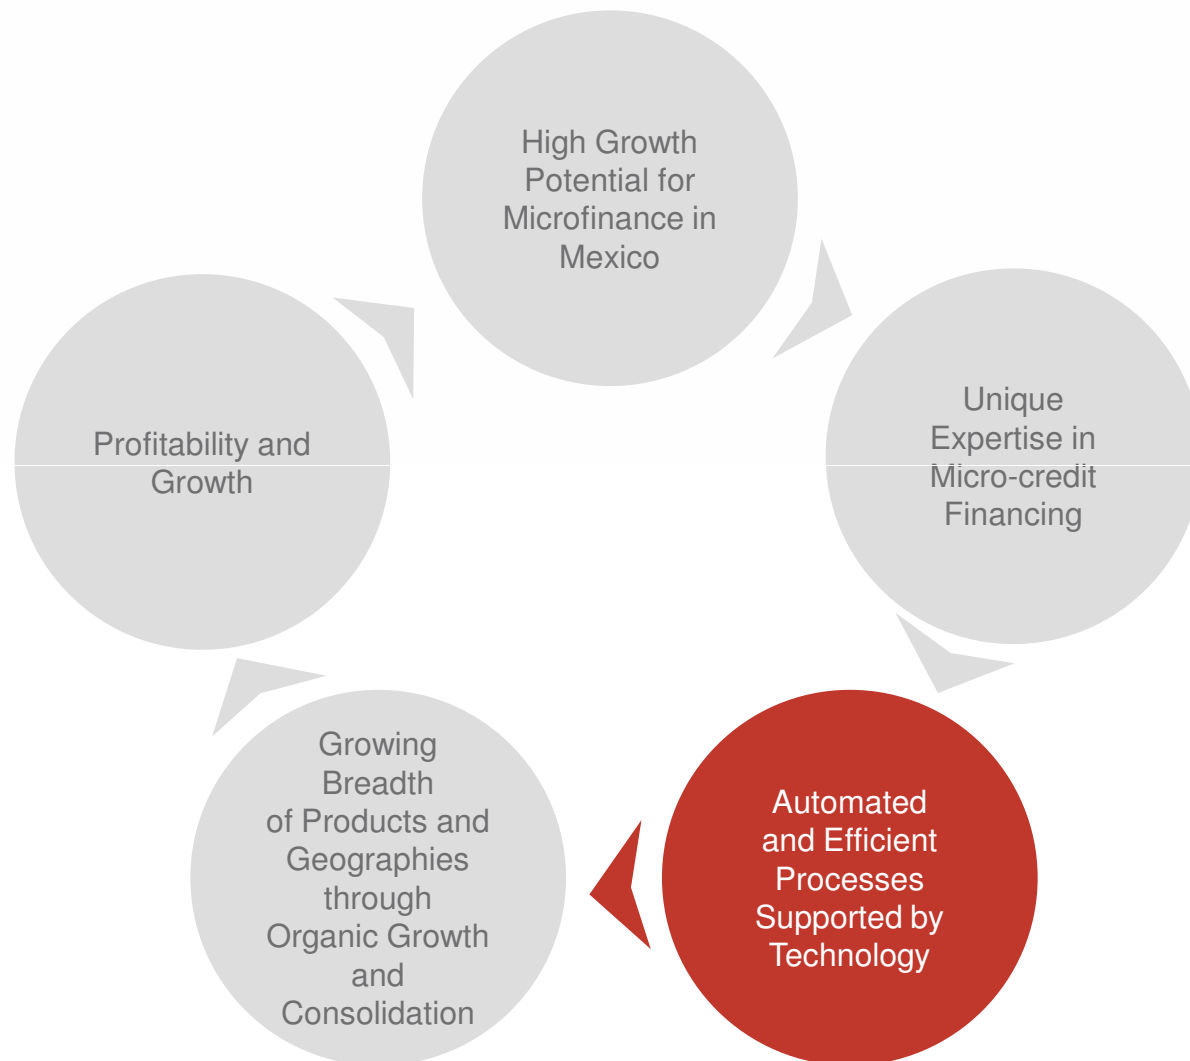 High Growth
Potential for
Microfinance in
Mexico
Unique
Expertise in
Micro-credit
Financing
Profitability and
Growth
Growing
Breadth
of Products and
Geographies
through
Organic Growth
and
Consolidation
Automated
and Efficient
Processes
Supported by
Technology